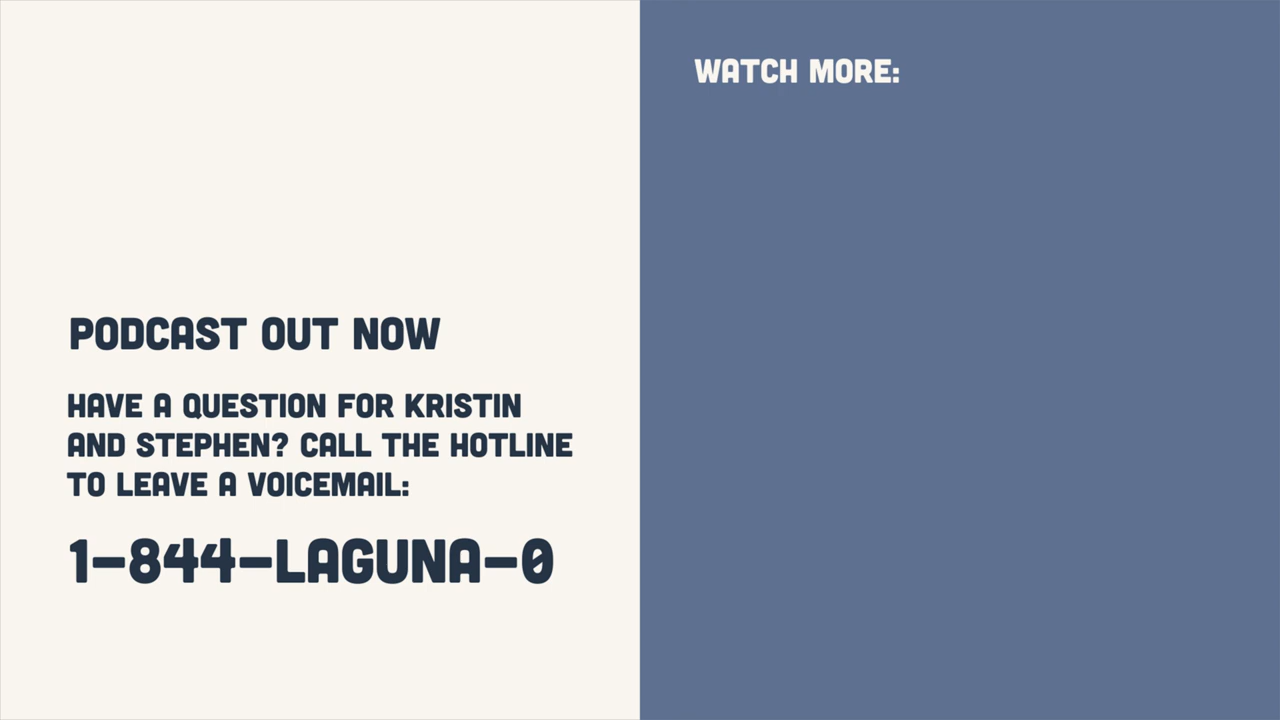 PODCAST OUT NOW
HAVE A QUESTION FOR KRISTIN
AND STEPHEN? CALL THE HOTLINE
TO LEAVE A VOICEMAIL:
1-844-LAGUNA-0
WATCH MORE: